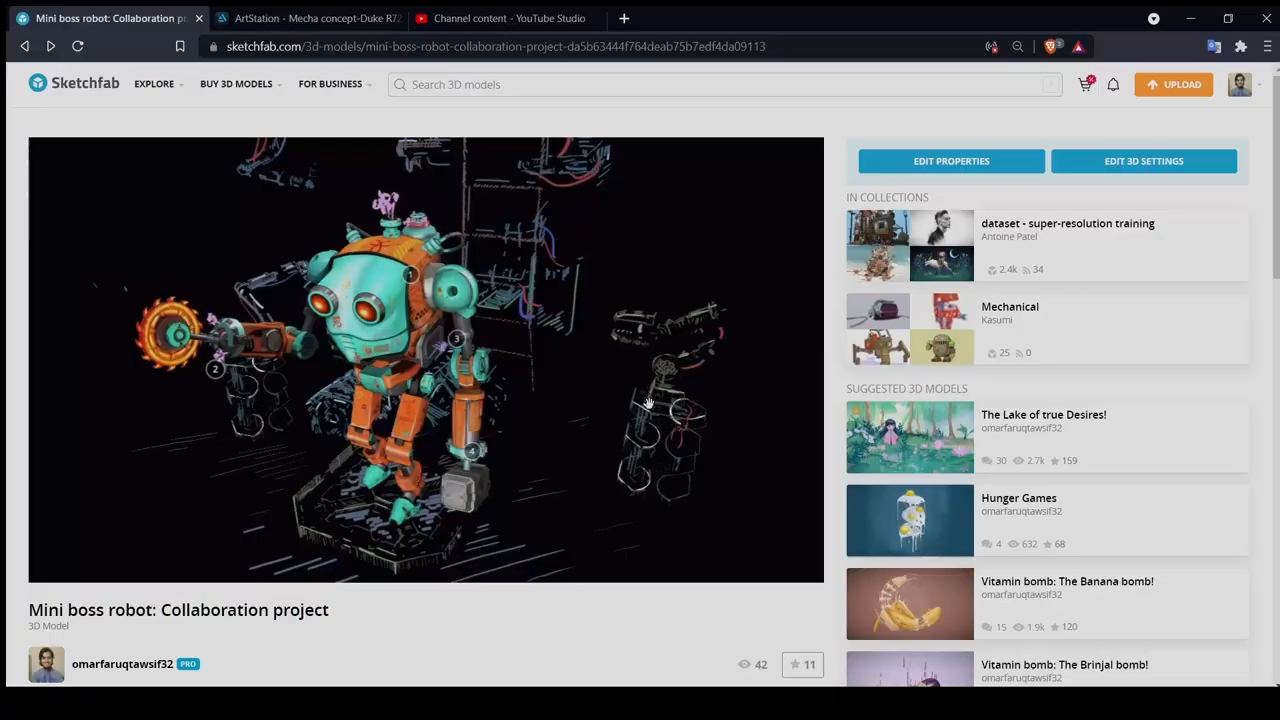 Mini boss robot: Collaboration pr
ArtStation - Mecha concept-Duke R72
Channel content - YouTube Studio
sketchfab.com/3d-models/mini-boss-robot-collaboration-project-da5b63444f764deab75b7edf4da09113
3
Sketchfab
EXPLORE
BUY 3D MODELS
FOR BUSINESS
Search 3D models
UPLOAD
1
2
3
4
Mini boss robot: Collaboration project
3D Model
omarfaruqtawsif32 PRO
42
11
EDIT PROPERTIES
EDIT 3D SETTINGS
IN COLLECTIONS
dataset - super-resolution training
Antoine Patel
2.4k 34
Mechanical
Kasumi
25 0
SUGGESTED 3D MODELS
The Lake of true Desires!
omarfaruqtawsif32
30 2.7k 159
Hunger Games
omarfaruqtawsif32
4 632 68
Vitamin bomb: The Banana bomb!
omarfaruqtawsif32
15 1.9k 120
Vitamin bomb: The Brinjal bomb!
omarfaruqtawsif32